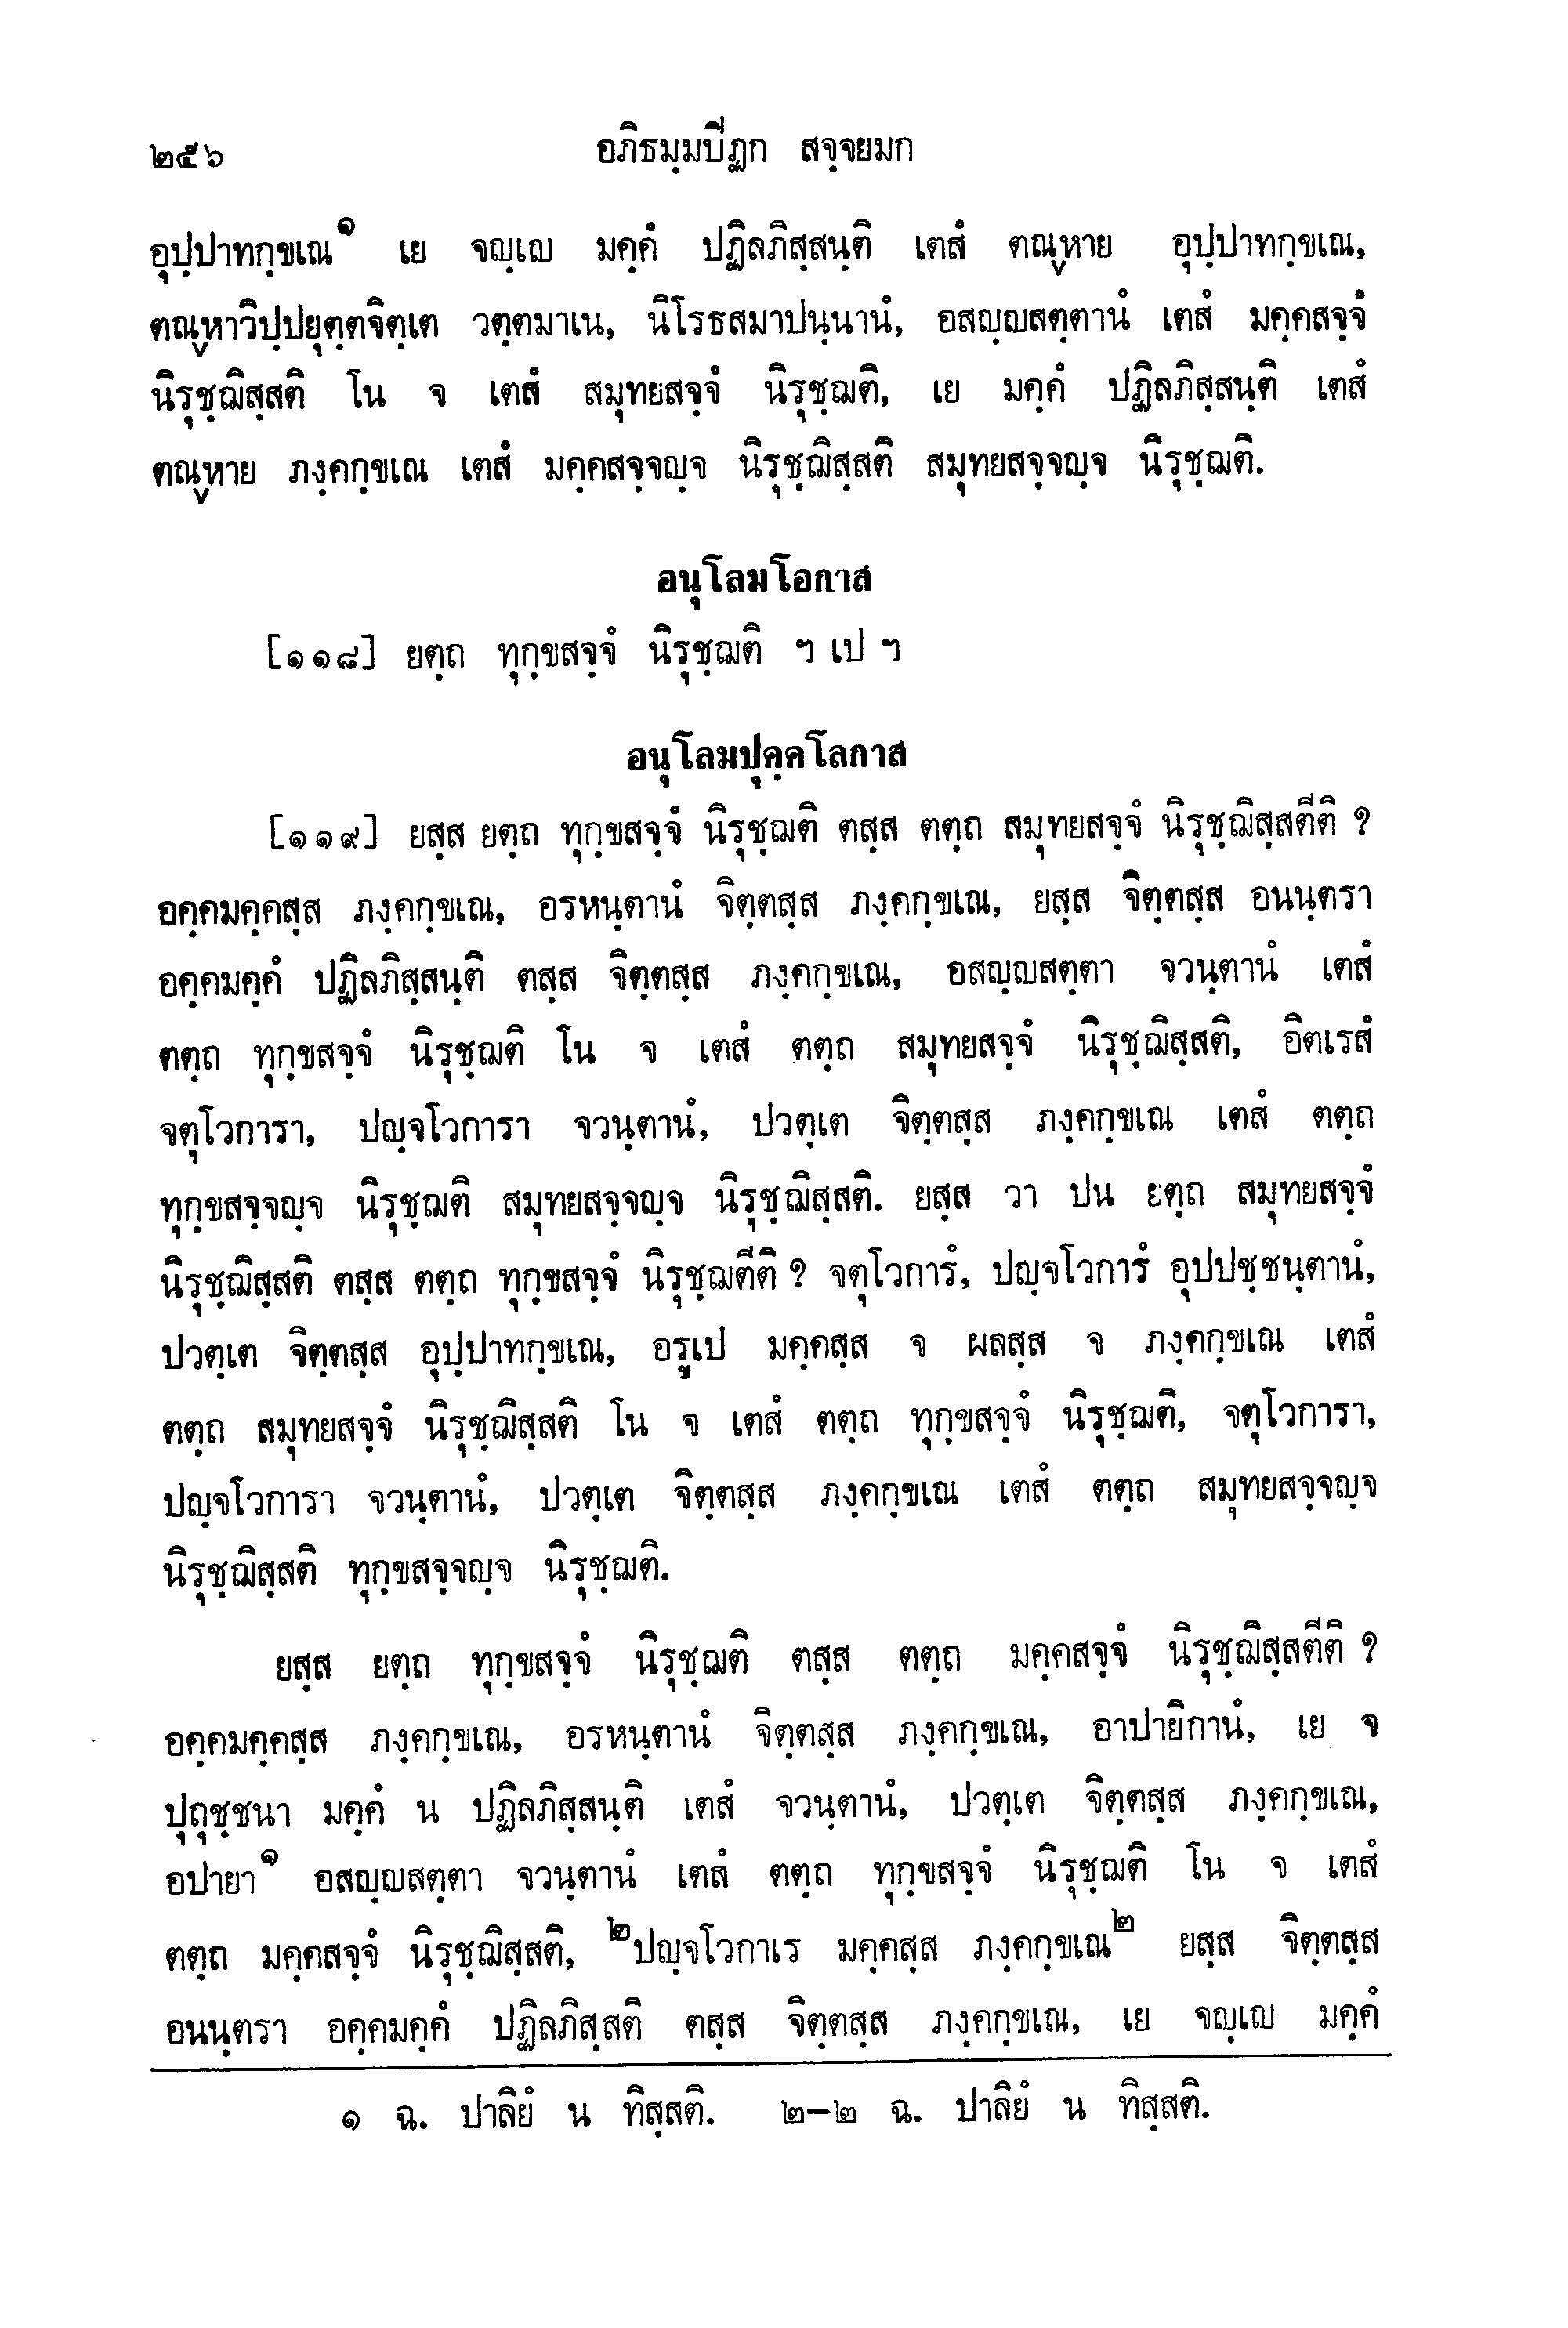 ๒๕๖ อภิธมฺมปีฏก สจฺจยมก
อุปฺปาทกฺขเณ๑ เย จญฺเญ มคฺคํ ปฏิลภิสฺสนฺติ เตสํ ตณฺหาย อุปฺปาทกฺขเณ,
ตณฺหาวิปฺปยุตฺตจิตฺเต วตฺตมาเน, นิโรธสมาปนฺนานํ, อสญฺญสตฺตานํ เตสํ มคฺคสจฺจํ
นิรุชฺฌิสฺสติ โน จ เตสํ สมุทยสจฺจํ นิรุชฺฌติ, เย มคฺคํ ปฏิลภิสฺสนฺติ เตสํ
ตณฺหาย ภงฺคกฺขเณ เตสํ มคฺคสจฺจญฺจ นิรุชฺฌิสฺสติ สมุทยสจฺจญฺจ นิรุชฺฌติ.
อนุโลมโอกาส
[๑๑๘] ยตฺถ ทุกฺขสจฺจํ นิรุชฺฌติ ฯ เป ฯ
อนุโลมปุคฺคโลกาส
[๑๑๙] ยสฺส ยตฺถ ทุกฺขสจฺจํ นิรุชฺฌติ ตสฺส ตตฺถ สมุทยสจฺจํ นิรุชฺฌิสฺสตีติ ?
อคฺคมคฺคสฺส ภงฺคกฺขเณ, อรหนฺตานํ จิตฺตสฺส ภงฺคกฺขเณ, ยสฺส จิตฺตสฺส อนนฺตรา
อคฺคมคฺคํ ปฏิลภิสฺสนฺติ ตสฺส จิตฺตสฺส ภงฺคกฺขเณ, อสญฺญสตฺตา จวนฺตานํ เตสํ
ตตฺถ ทุกฺขสจฺจํ นิรุชฺฌติ โน จ เตสํ ตตฺถ สมุทยสจฺจํ นิรุชฺฌิสฺสติ, อิตเรสํ
จตุโวการา, ปญฺจโวการา จวนฺตานํ, ปวตฺเต จิตฺตสฺส ภงฺคกฺขเณ เตสํ ตตฺถ
ทุกฺขสจฺจญฺจ นิรุชฺฌติ สมุทยสจฺจญฺจ นิรุชฺฌิสฺสติ. ยสฺส วา ปน ยตฺถ สมุทยสจฺจํ
นิรุชฺฌิสฺสติ ตสฺส ตตฺถ ทุกฺขสจฺจํ นิรุชฺฌตีติ ? จตุโวการํ, ปญฺจโวการํ อุปปชฺชนฺตานํ,
ปวตฺเต จิตฺตสฺส อุปฺปาทกฺขเณ, อรูเป มคฺคสฺส จ ผลสฺส จ ภงฺคกฺขเณ เตสํ
ตตฺถ สมุทยสจฺจํ นิรุชฺฌิสฺสติ โน จ เตสํ ตตฺถ ทุกฺขสจฺจํ นิรุชฺฌติ, จตุโวการา,
ปญฺจโวการา จวนฺตานํ, ปวตฺเต จิตฺตสฺส ภงฺคกฺขเณ เตสํ ตตฺถ สมุทยสจฺจญฺจ
นิรุชฺฌิสฺสติ ทุกฺขสจฺจญฺจ นิรุชฺฌติ.
ยสฺส ยตฺถ ทุกฺขสจฺจํ นิรุชฺฌติ ตสฺส ตตฺถ มคฺคสจฺจํ นิรุชฺฌิสฺสตีติ ?
อคฺคมคฺคสฺส ภงฺคกฺขเณ, อรหนฺตานํ จิตฺตสฺส ภงฺคกฺขเณ, อาปายิกานํ, เย จ
ปุถุชฺชนา มคฺคํ น ปฏิลภิสฺสนฺติ เตสํ จวนฺตานํ, ปวตฺเต จิตฺตสฺส ภงฺคกฺขเณ,
อปายา๑ อสญฺญสตฺตา จวนฺตานํ เตสํ ตตฺถ ทุกฺขสจฺจํ นิรุชฺฌติ โน จ เตสํ
ตตฺถ มคฺคสจฺจํ นิรุชฺฌิสฺสติ, ๒ปญฺจโวกาเร มคฺคสฺส ภงฺคกฺขเณ๒ ยสฺส จิตฺตสฺส
อนนฺตรา อคฺคมคฺคํ ปฏิลภิสฺสติ ตสฺส จิตฺตสฺส ภงฺคกฺขเณ, เย จญฺเญ มคฺคํ
๑ ฉ. ปาลิยํ น ทิสฺสติ. ๒-๒ ฉ. ปาลิยํ น ทิสฺสติ.